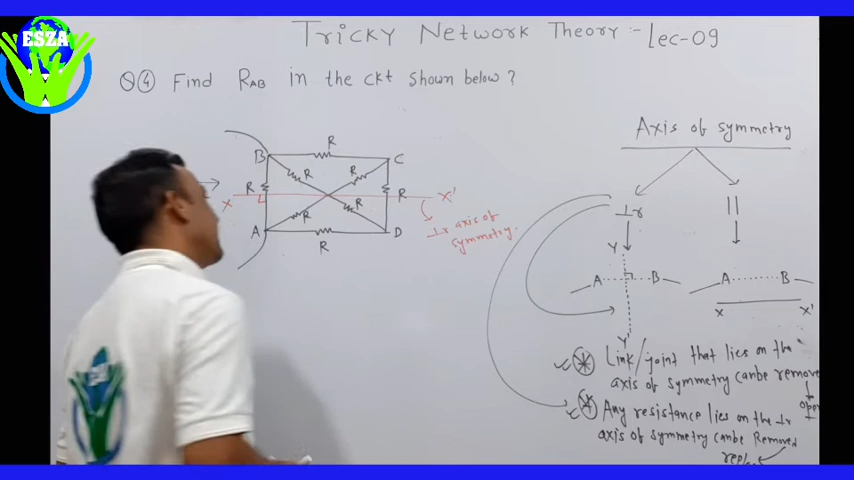 ESZA
Tricky Network Theory :- Lec-09
Q④ Find RAB in the ckt shown below ?
Axis of symmetry
R
B
C
R
R
R
R
X
X'
R
R
A
D
R
⊥r axis of
symmetry.
⊥r
||
Y
A
B
Y'
A
B
X
X'
Link/joint that lies on the
axis of symmetry can be remove
open
Any resistance lies on the ⊥r
axis of symmetry can be Removed